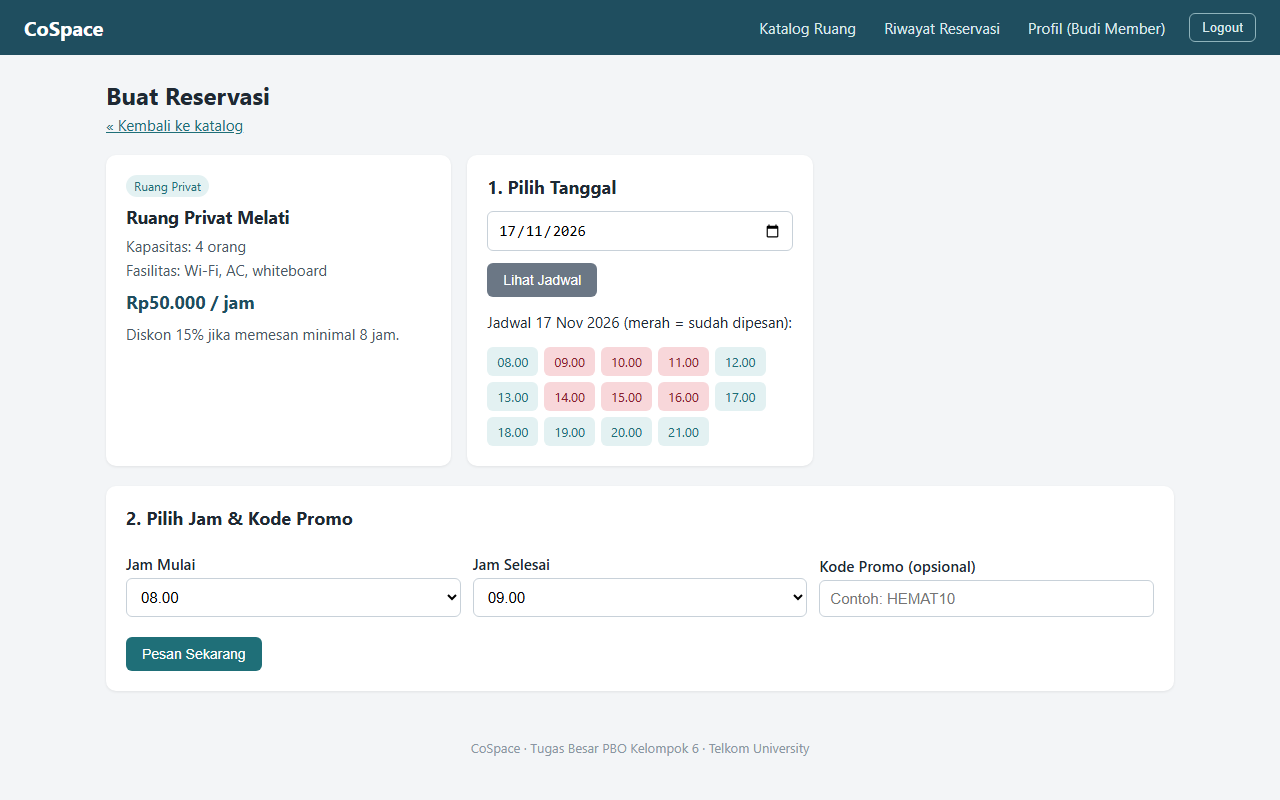 CoSpace
Katalog Ruang
Riwayat Reservasi
Profil (Budi Member)
Logout
Buat Reservasi
« Kembali ke katalog
Ruang Privat
Ruang Privat Melati
Kapasitas: 4 orang
Fasilitas: Wi-Fi, AC, whiteboard
Rp50.000 / jam
Diskon 15% jika memesan minimal 8 jam.
1. Pilih Tanggal
17/11/2026
Lihat Jadwal
Jadwal 17 Nov 2026 (merah = sudah dipesan):
08.00 09.00 10.00 11.00 12.00
13.00 14.00 15.00 16.00 17.00
18.00 19.00 20.00 21.00
2. Pilih Jam & Kode Promo
Jam Mulai
08.00
Jam Selesai
09.00
Kode Promo (opsional)
Contoh: HEMAT10
Pesan Sekarang
CoSpace · Tugas Besar PBO Kelompok 6 · Telkom University